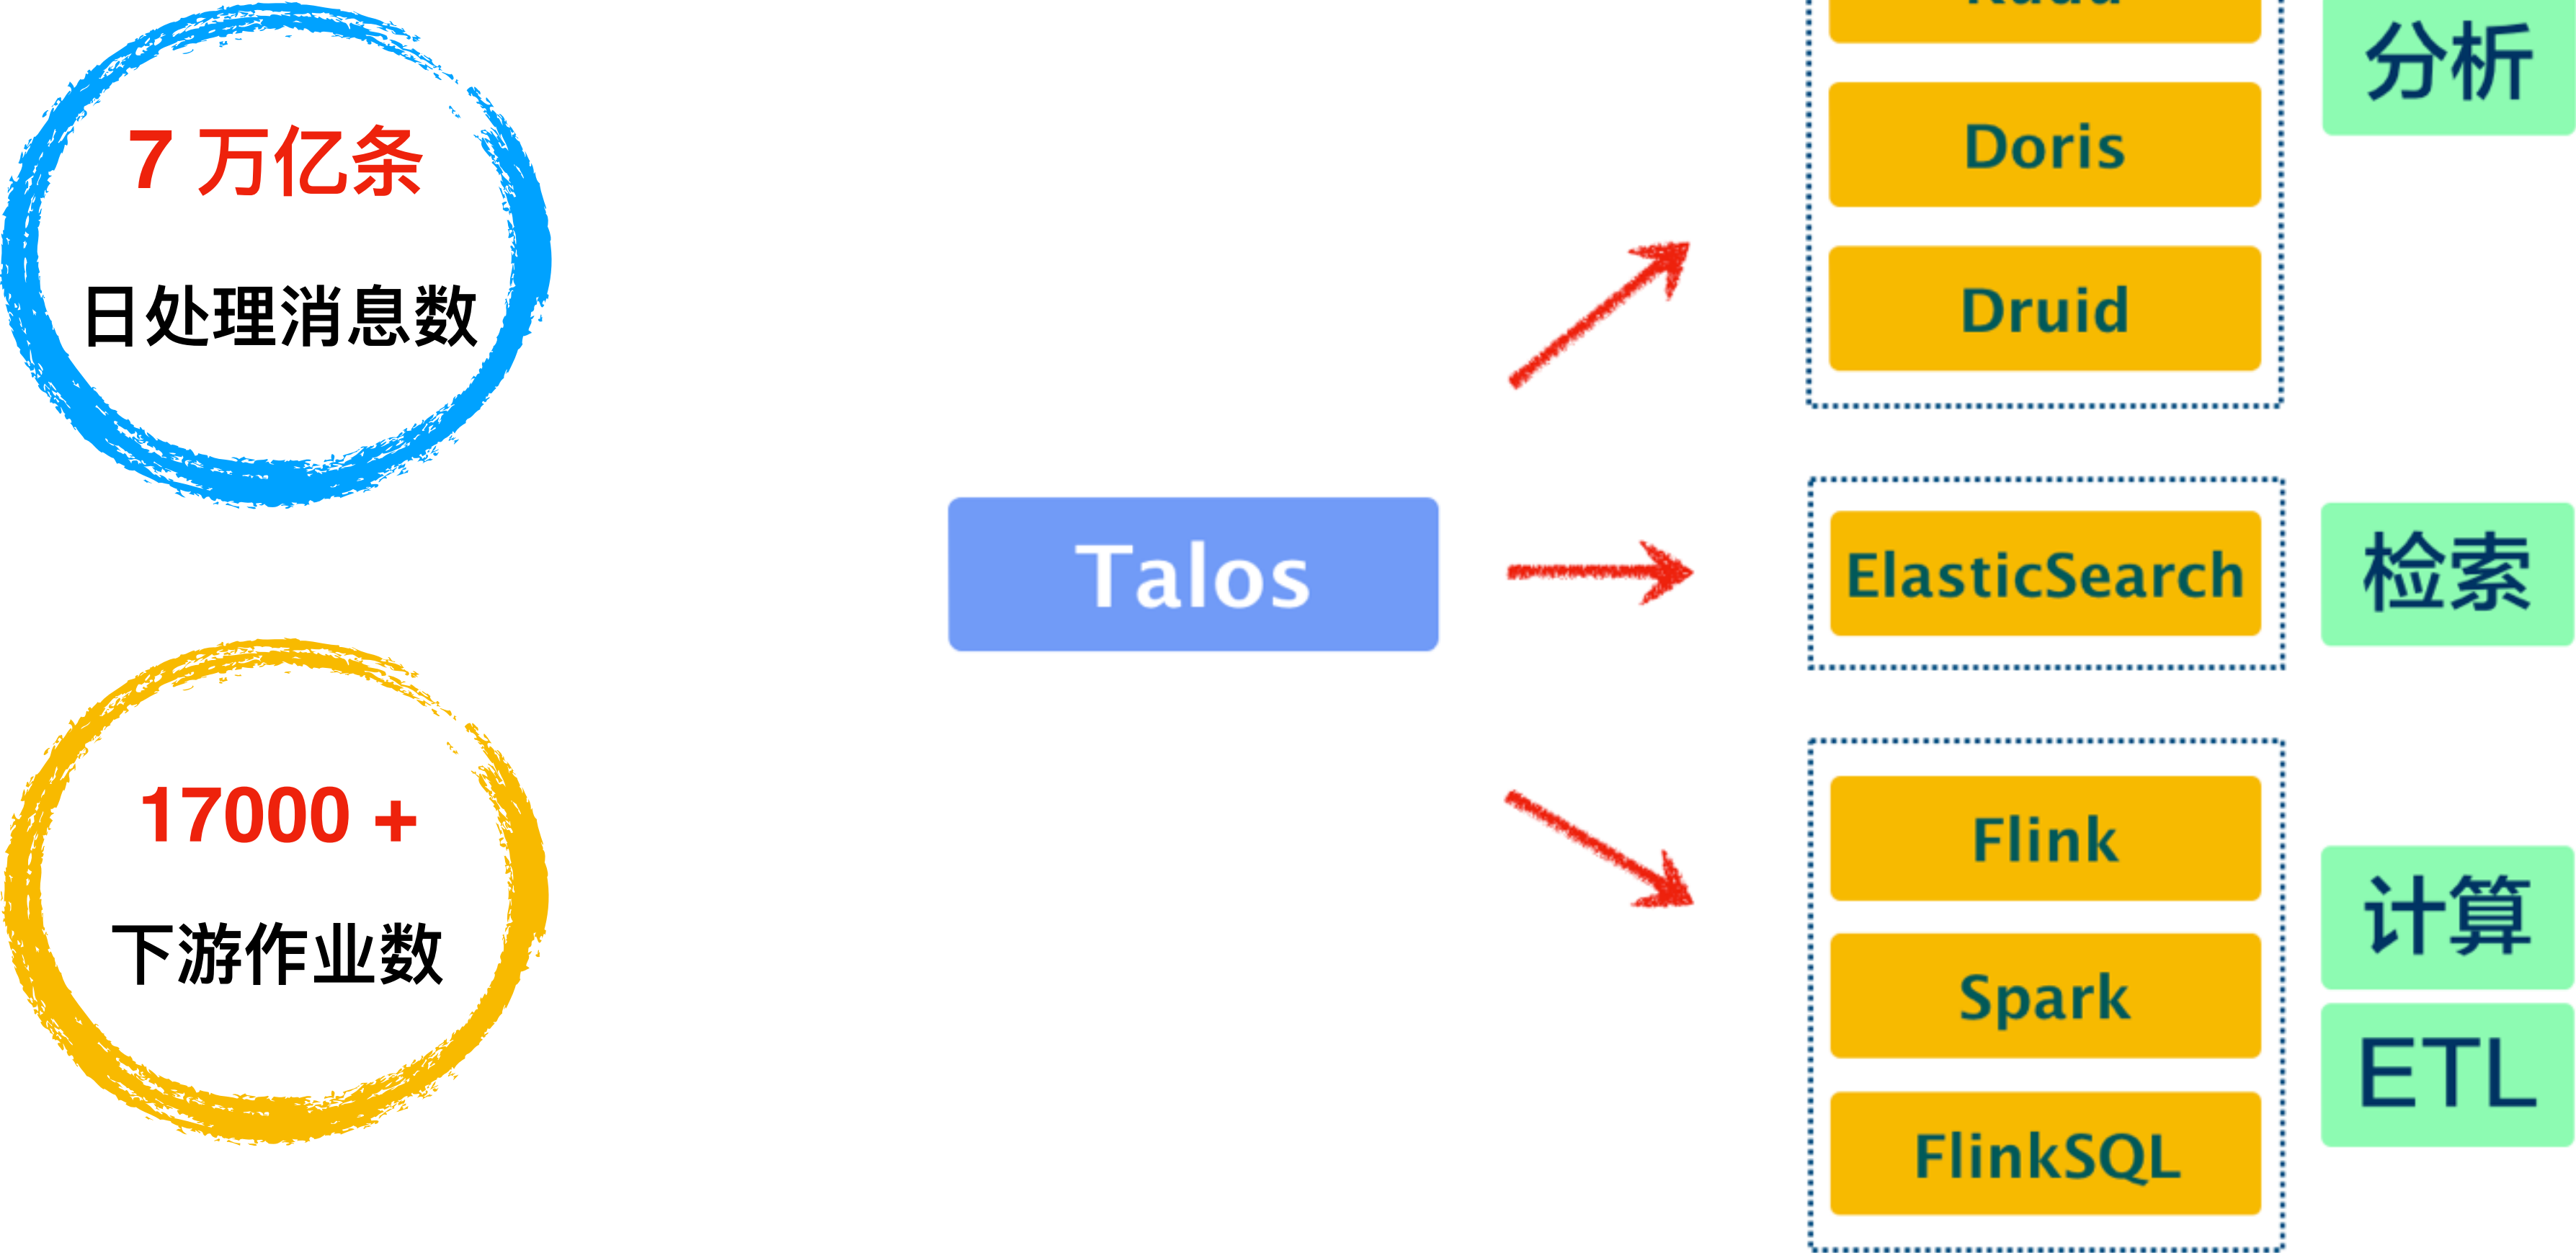 7 万亿条
日处理消息数
17000 +
下游作业数
Talos
Doris
Druid
分析
ElasticSearch
检索
Flink
Spark
FlinkSQL
计算
ETL